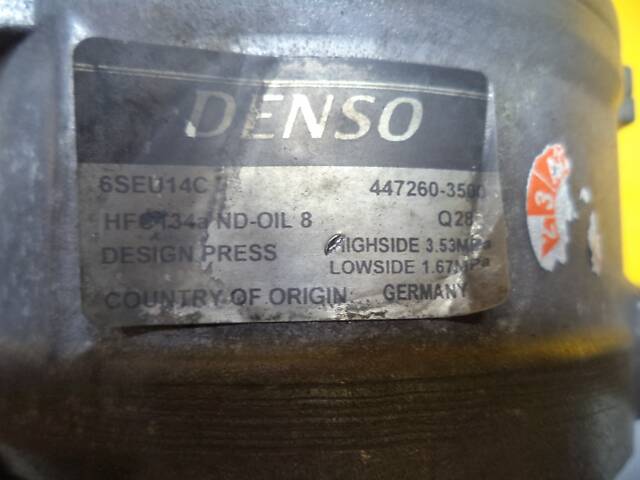 DENSO
6SEU14C
447260-3500
HFC134a ND-OIL 8
Q28
DESIGN PRESS
HIGHSIDE 3.53MPa
LOWSIDE 1.67MPa
COUNTRY OF ORIGIN: GERMANY